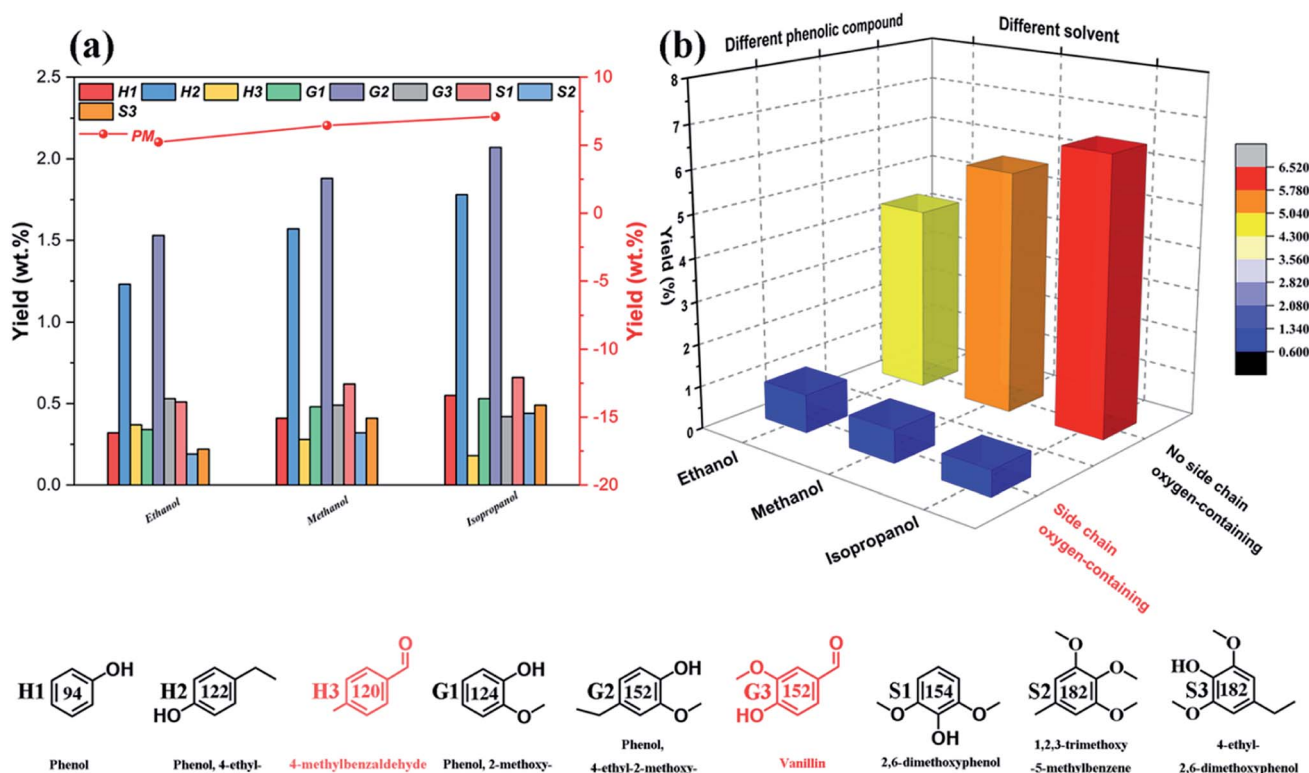 (a)
2.5
2.0
1.5
1.0
0.5
0.0
Yield (wt.%)
H1 H2 H3 G1 G2 G3 S1 S2
S3
PM
10
5
0
-5
-10
-15
-20
Yield (wt.%)
Ethanol Methanol Isopropanol
(b)
Different phenolic compound
Different solvent
8
7
6
5
4
3
2
1
0
Yield (%)
Ethanol
Methanol
Isopropanol
Side chain
oxygen-containing
No side chain
oxygen-containing
6.520
5.780
5.040
4.300
3.560
2.820
2.080
1.340
0.600
H1 94 OH
Phenol
H2 122 HO
Phenol, 4-ethyl-
H3 120 O
4-methylbenzaldehyde
G1 124 OH O
Phenol, 2-methoxy-
G2 152 OH O
Phenol,
4-ethyl-2-methoxy-
G3 152 O O OH
Vanillin
S1 154 O O OH
2,6-dimethoxyphenol
S2 182 O O O
1,2,3-trimethoxy
-5-methylbenzene
S3 182 O HO O
4-ethyl-
2,6-dimethoxyphenol